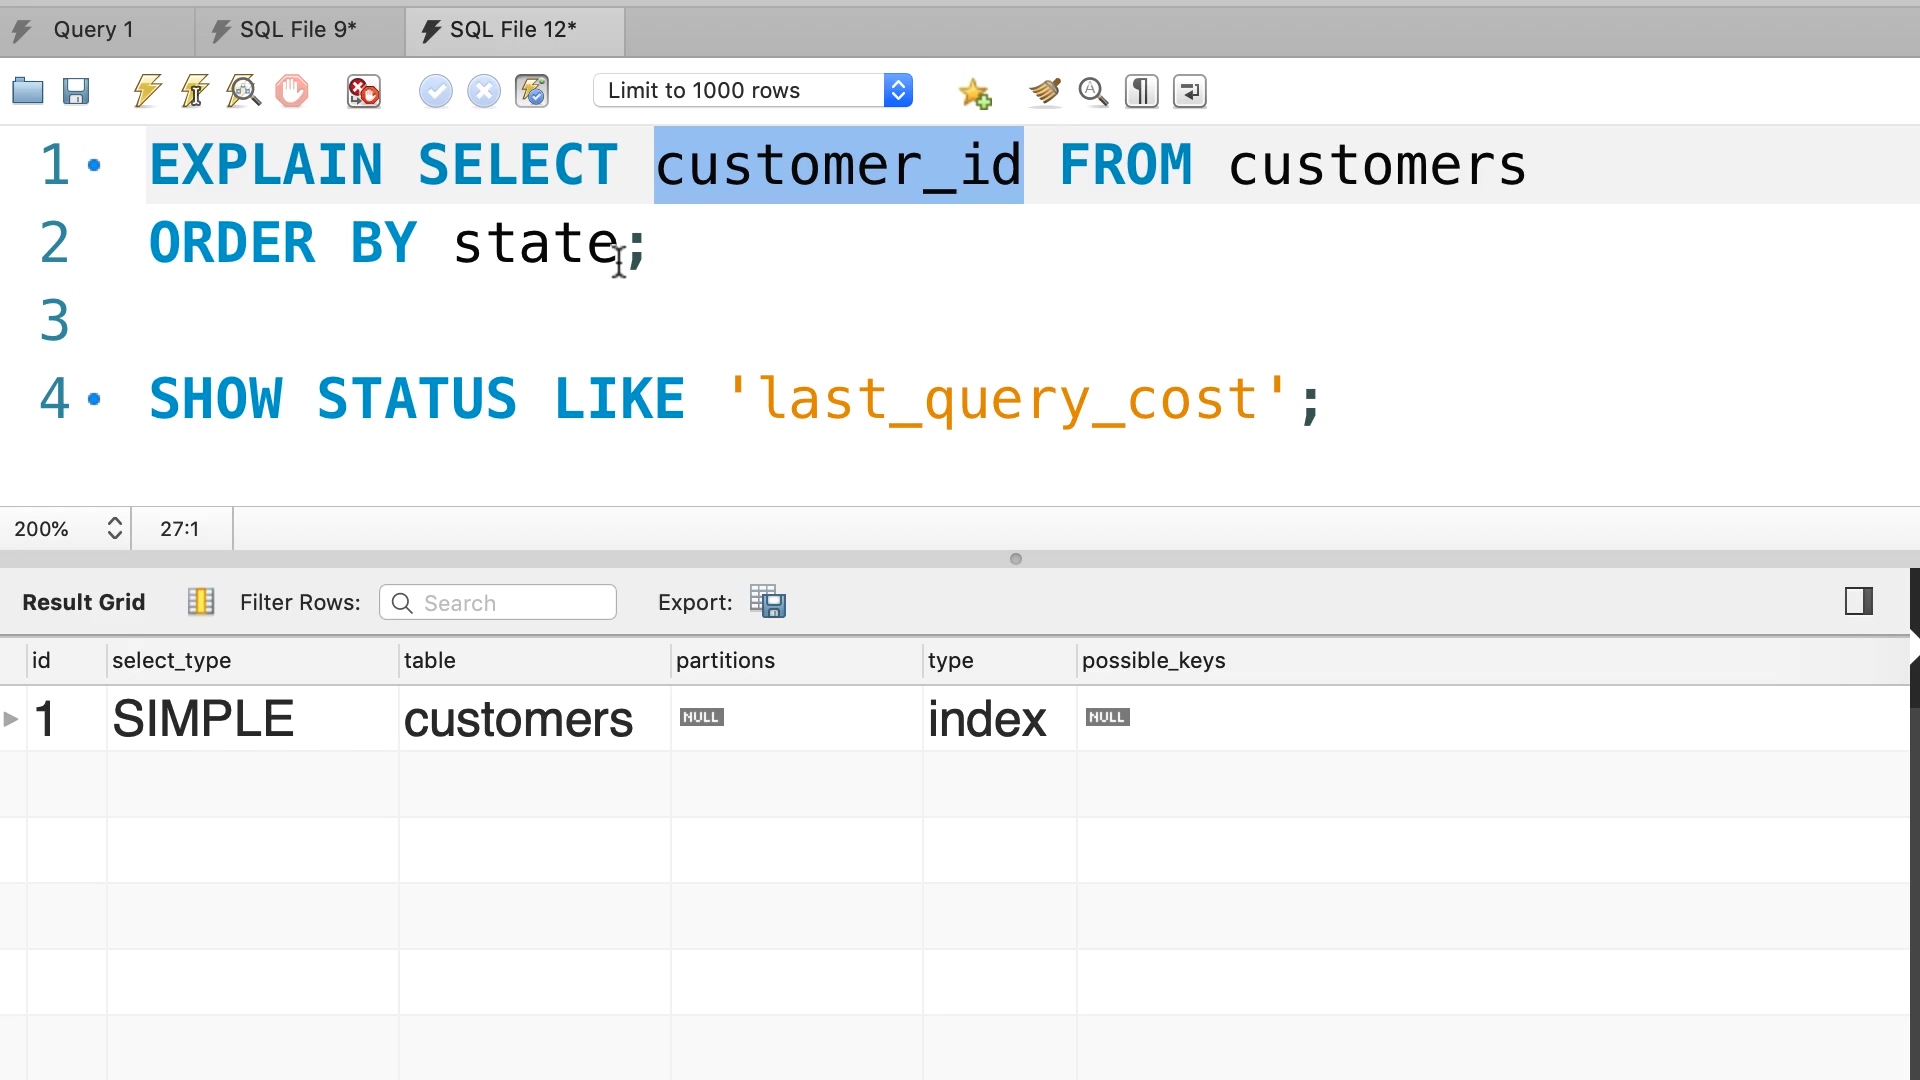 Query 1 SQL File 9* SQL File 12*
Limit to 1000 rows
1 EXPLAIN SELECT customer_id FROM customers
2 ORDER BY state;
3
4 SHOW STATUS LIKE 'last_query_cost';
200% 27:1
Result Grid Filter Rows: Search Export:
id select_type table partitions type possible_keys
1 SIMPLE customers NULL index NULL